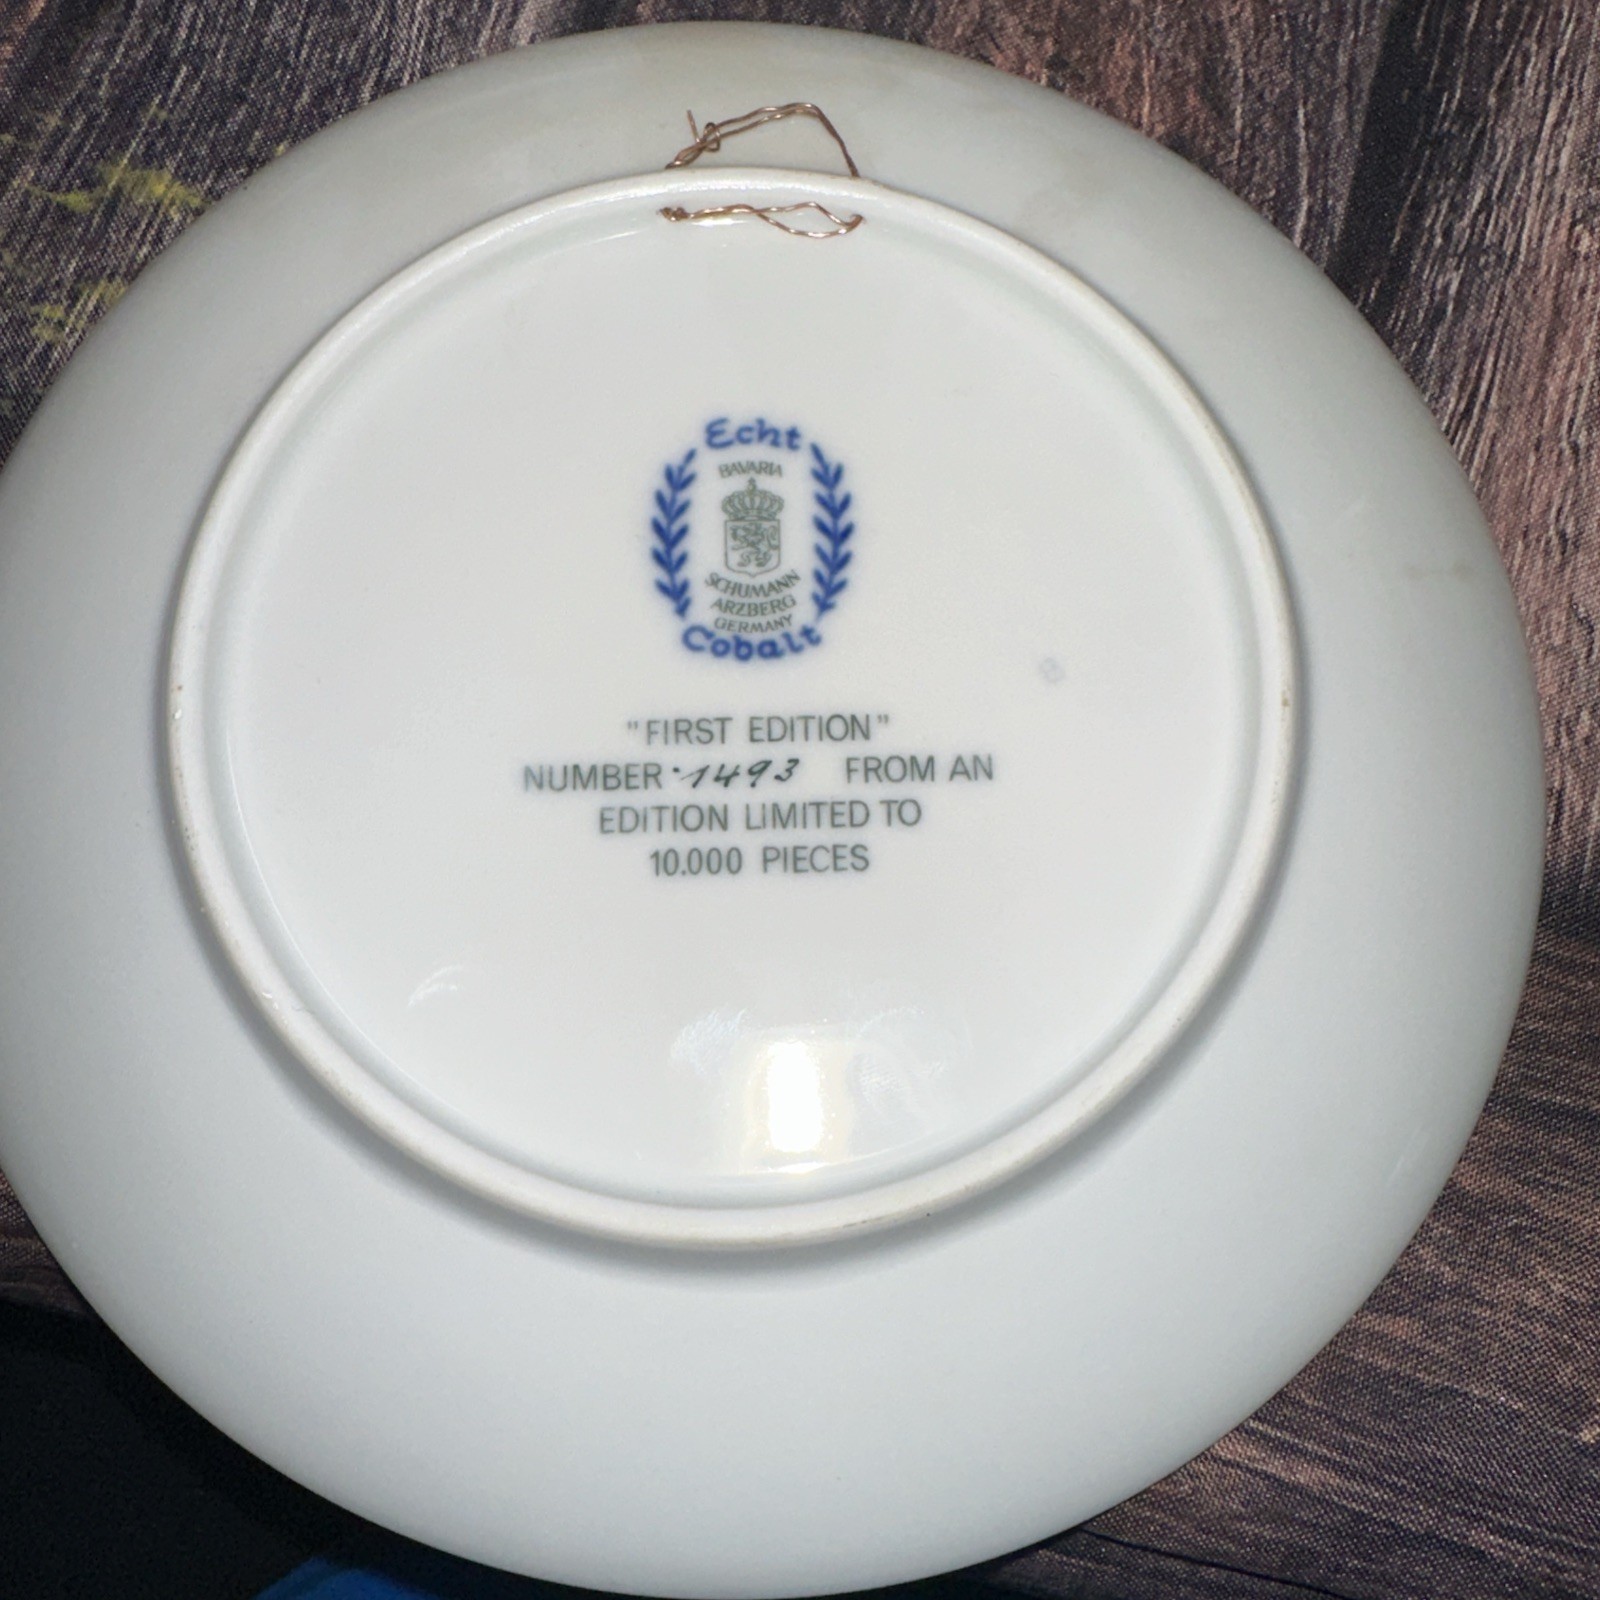 Echt
BAVARIA
SCHUMANN
ARZBERG
GERMANY
Cobalt
"FIRST EDITION"
NUMBER 1493 FROM AN
EDITION LIMITED TO
10.000 PIECES